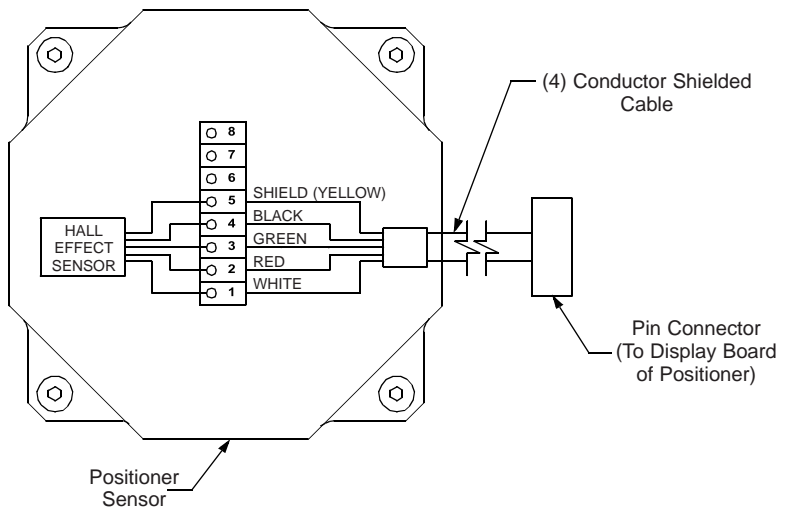 (4) Conductor Shielded
Cable
8
7
6
5 SHIELD (YELLOW)
4 BLACK
3 GREEN
2 RED
1 WHITE
HALL
EFFECT
SENSOR
Pin Connector
(To Display Board
of Positioner)
Positioner
Sensor